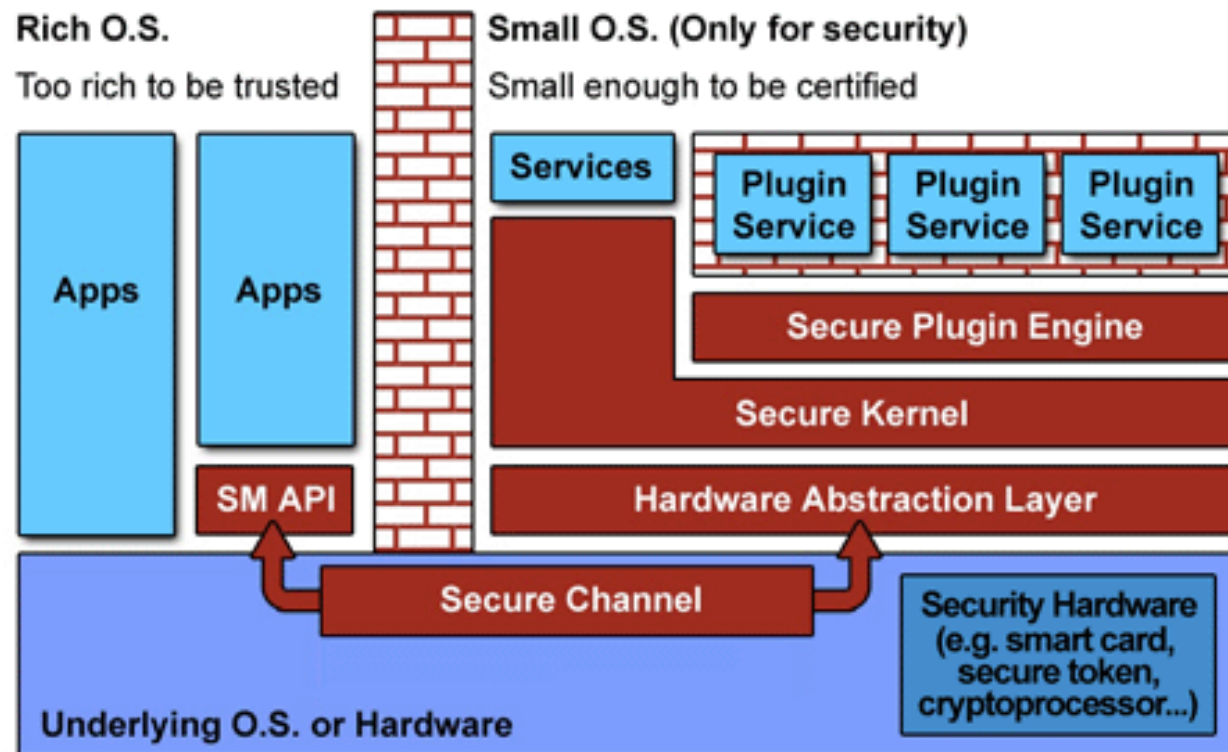 Rich O.S.
Too rich to be trusted
Small O.S. (Only for security)
Small enough to be certified
Apps
Apps
SM API
Services
Plugin
Service
Plugin
Service
Plugin
Service
Secure Plugin Engine
Secure Kernel
Hardware Abstraction Layer
Secure Channel
Security Hardware
(e.g. smart card,
secure token,
cryptoprocessor...)
Underlying O.S. or Hardware